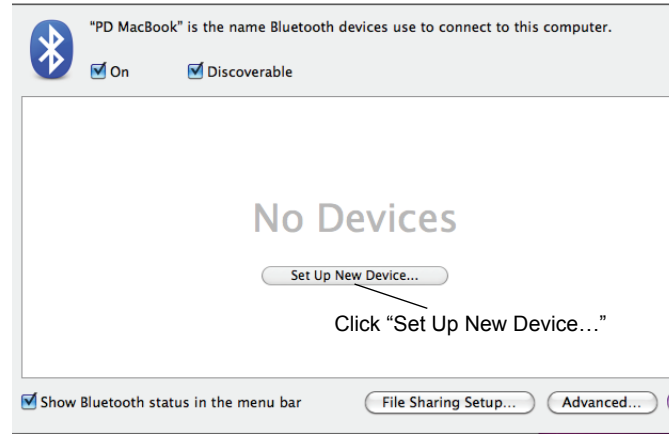 "PD MacBook" is the name Bluetooth devices use to connect to this computer.
On Discoverable
No Devices
Set Up New Device...
Click “Set Up New Device…”
Show Bluetooth status in the menu bar File Sharing Setup... Advanced...